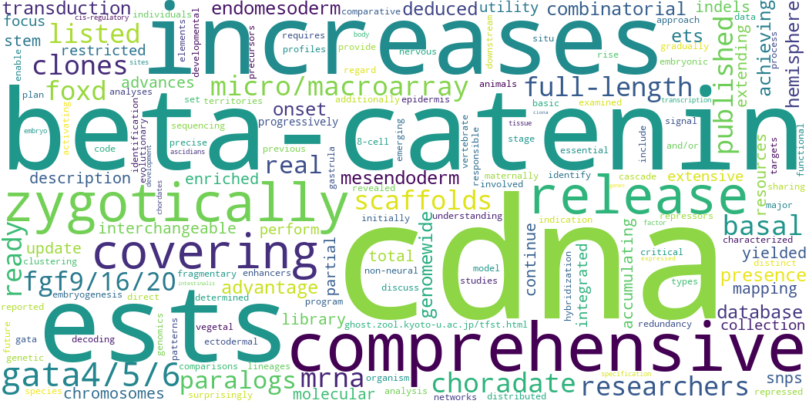 transduction
cis-regulatory
individuals
increases
endomesoderm
comparative
utility
combinatorial
indels
focus
listed
elements
developmental
precursors
requires
profiles
nervous
body
provide
situ
deduced
downstream
approach
data
ets
stem
restricted
clones
foxd
advances
analyses
enable
sites
micro/macroarray
regard
rise
embryonic
animals
full-length
gradually
process
published
extending
achieving
hemisphere
plan
beta-catenin
embryo
activating
code
sequencing
identification
evolutionary
development
chordates
ascidians
set
territories
precise
previous
onset
progressively
additionally
epidermis
8-cell
gastrula
emerging
vertebrate
basic
stage
tissue
ciona
examined
signal
essential
responsible
include
transcription
and/or
resources
targets
functional
sharing
major
description
enriched
real
mesendoderm
maternally
involved
identify
cascade
extensive
zygotically
revealed
scaffolds
release
genes
repressors
factor
expressed
indication
critical
types
presence
distinct
characterized
basal
interchangeable
perform
initially
understanding
ready
update
clustering
covering
partial
total
cdna
genomewide
continue
hybridization
integrated
accumulating
yielded
mapping
fragmentary
enhancers
advantage
non-neural
model
discuss
studies
fgf9/16/20
embryogenesis
direct
determined
program
database
collection
reported
intestinalis
library
ghost.zool.kyoto-u.ac.jp/tfst.html
redundancy
future
gata
genomics
decoding
patterns
vegetal
ectodermal
ests
comprehensive
genetic
comparisons
lineages
gata4/5/6
paralogs
mrna
organism
choradate
specification
researchers
snps
repressed
species
chromosomes
surprisingly
molecular
analysis
networks
distributed